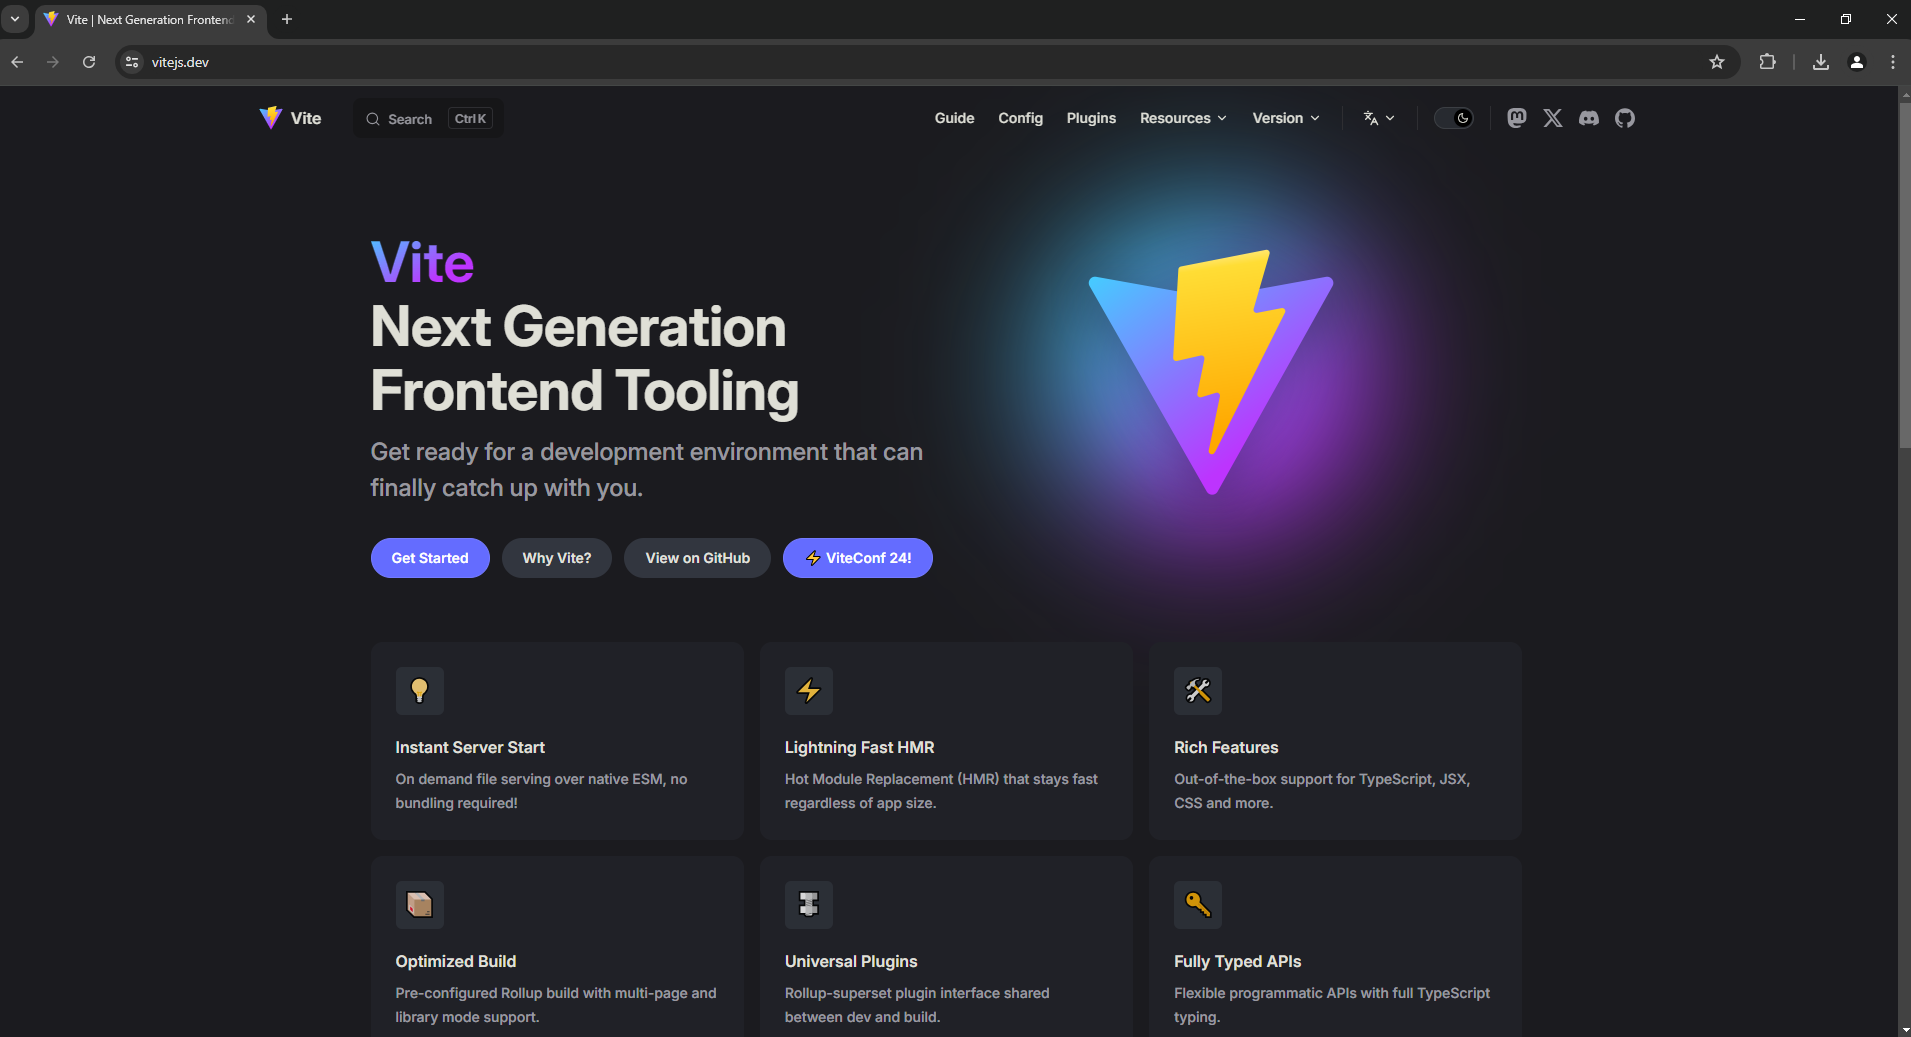 Vite | Next Generation Frontend
vitejs.dev
Vite
Search
Ctrl K
Guide
Config
Plugins
Resources
Version
Vite
Next Generation
Frontend Tooling
Get ready for a development environment that can
finally catch up with you.
Get Started
Why Vite?
View on GitHub
⚡ ViteConf 24!
Instant Server Start
On demand file serving over native ESM, no
bundling required!
Lightning Fast HMR
Hot Module Replacement (HMR) that stays fast
regardless of app size.
Rich Features
Out-of-the-box support for TypeScript, JSX,
CSS and more.
Optimized Build
Pre-configured Rollup build with multi-page and
library mode support.
Universal Plugins
Rollup-superset plugin interface shared
between dev and build.
Fully Typed APIs
Flexible programmatic APIs with full TypeScript
typing.